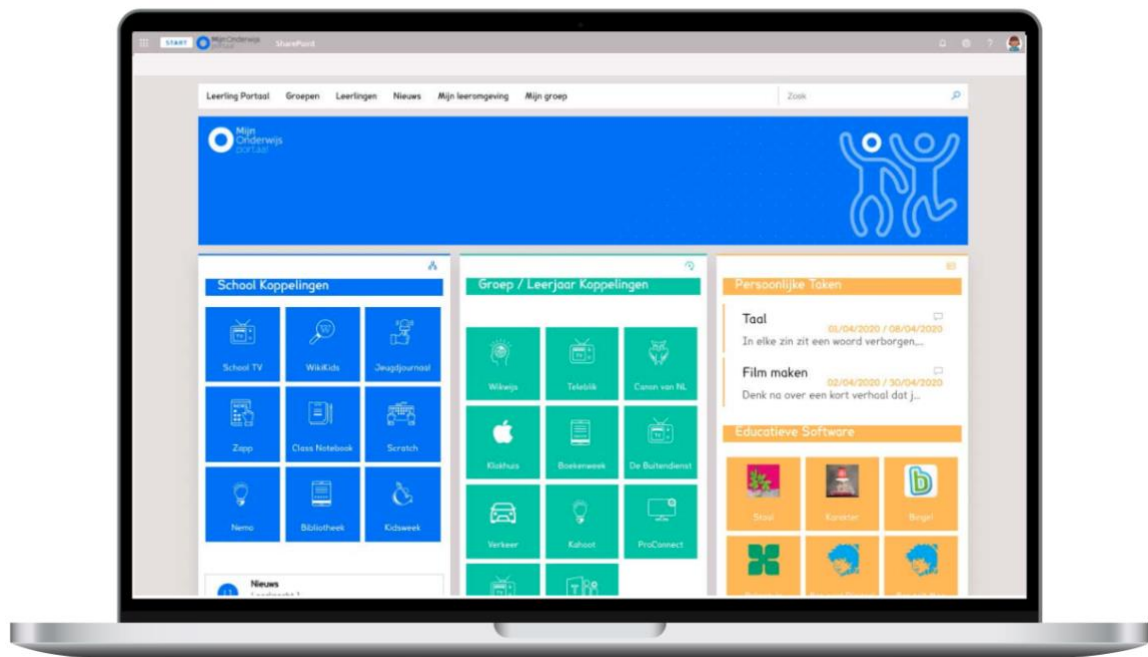 START
Mijn Onderwijs
portaal
SharePoint
Leerling Portaal
Groepen
Leerlingen
Nieuws
Mijn leeromgeving
Mijn groep
Zoek
Mijn
Onderwijs
portaal
School Koppelingen
School TV
WikiKids
Jeugdjournaal
Zapp
Class Notebook
Scratch
Nemo
Bibliotheek
Kidsweek
Nieuws
Groep / Leerjaar Koppelingen
Wikiwijs
Teleblik
Canon van NL
Klokhuis
Boekenweek
De Buitendienst
Verkeer
Kahoot
ProConnect
Persoonlijke Taken
Taal
01/04/2020 / 08/04/2020
In elke zin zit een woord verborgen,...
Film maken
02/04/2020 / 30/04/2020
Denk na over een kort verhaal dat j...
Educatieve Software
Staal
Karakter
Bingel